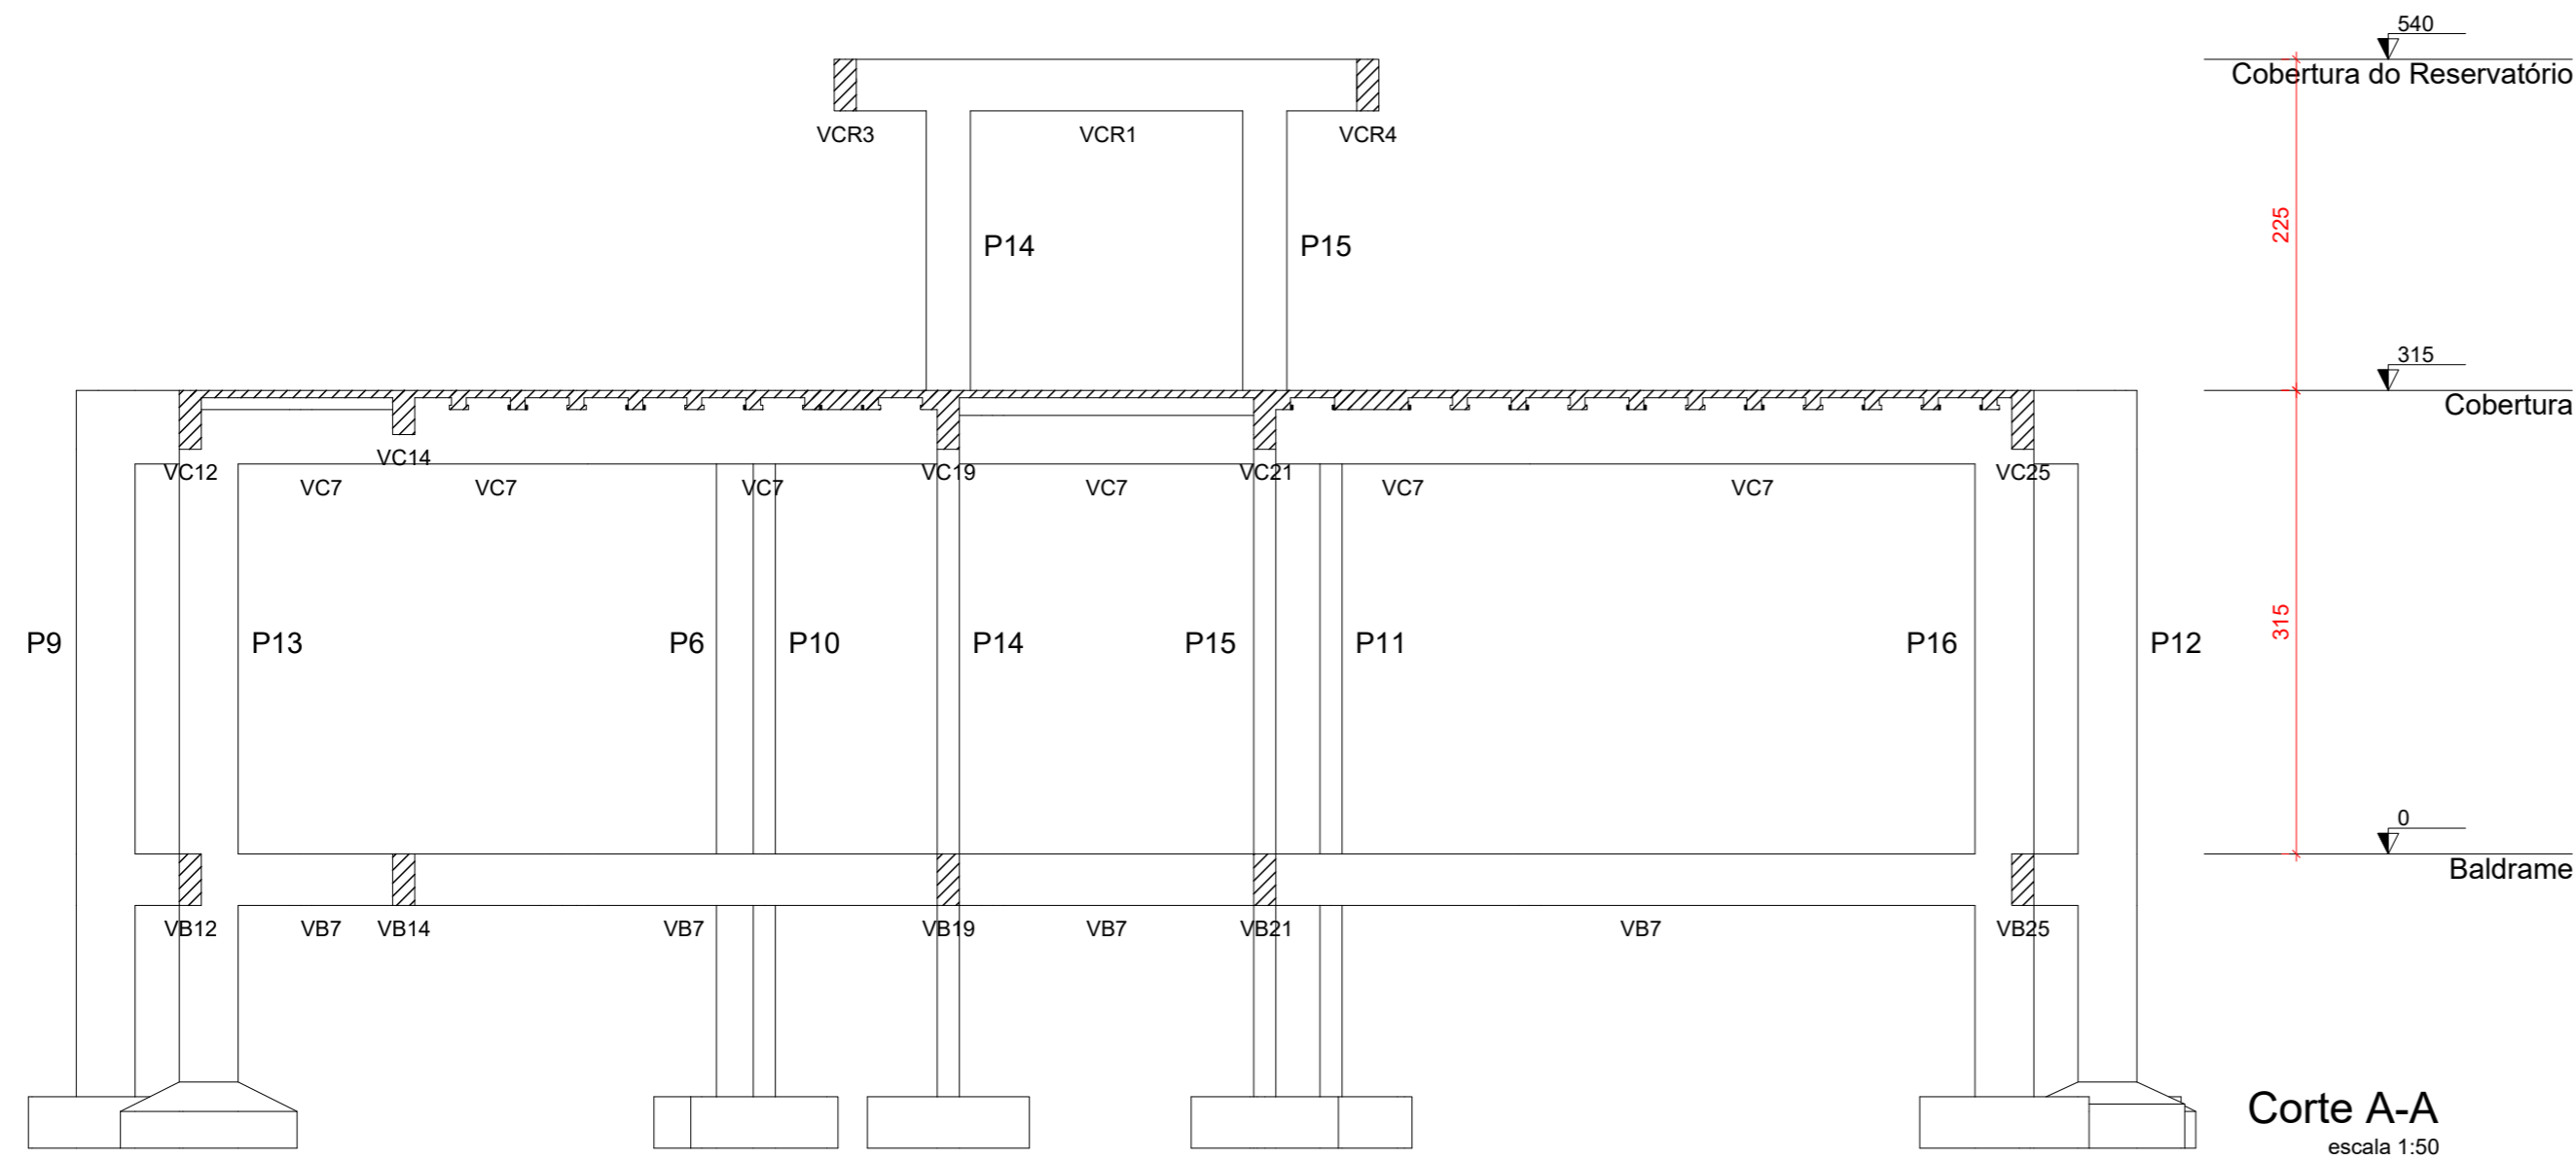 540
Cobertura do Reservatório
VCR3
VCR1
VCR4
225
P14
P15
315
Cobertura
VC12
VC14
VC19
VC21
VC25
VC7
VC7
VC7
VC7
VC7
VC7
315
P9
P13
P6
P10
P14
P15
P11
P16
P12
0
Baldrame
VB12
VB7
VB14
VB7
VB19
VB7
VB21
VB7
VB25
Corte A-A
escala 1:50